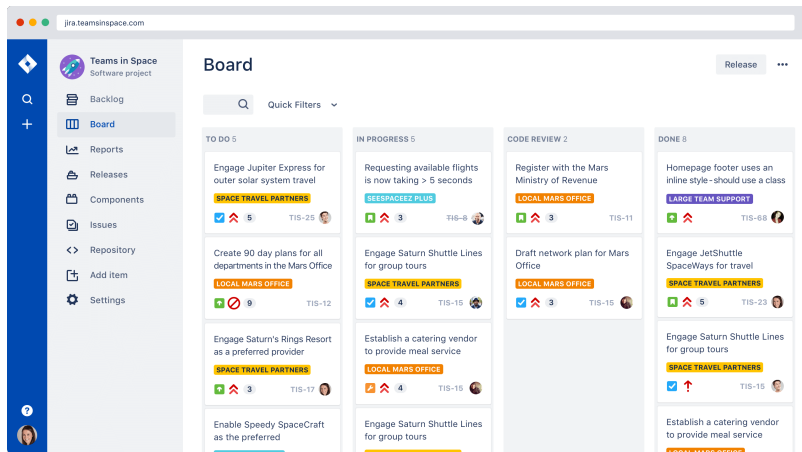 jira.teamsinspace.com
Teams in Space
Software project
Backlog
Board
Reports
Releases
Components
Issues
Repository
Add item
Settings
Board
Release
Quick Filters
TO DO 5
Engage Jupiter Express for
outer solar system travel
SPACE TRAVEL PARTNERS
5
TIS-25
Create 90 day plans for all
departments in the Mars Office
LOCAL MARS OFFICE
9
TIS-12
Engage Saturn's Rings Resort
as a preferred provider
SPACE TRAVEL PARTNERS
3
TIS-17
Enable Speedy SpaceCraft
as the preferred
IN PROGRESS 5
Requesting available flights
is now taking > 5 seconds
SEESPACEEZ PLUS
3
TIS-8
Engage Saturn Shuttle Lines
for group tours
SPACE TRAVEL PARTNERS
4
TIS-15
Establish a catering vendor
to provide meal service
LOCAL MARS OFFICE
4
TIS-15
Engage Saturn Shuttle Lines
for group tours
SPACE TRAVEL PARTNERS
CODE REVIEW 2
Register with the Mars
Ministry of Revenue
LOCAL MARS OFFICE
3
TIS-11
Draft network plan for Mars
Office
LOCAL MARS OFFICE
3
TIS-15
DONE 8
Homepage footer uses an
inline style-should use a class
LARGE TEAM SUPPORT
TIS-68
Engage JetShuttle
SpaceWays for travel
SPACE TRAVEL PARTNERS
5
TIS-23
Engage Saturn Shuttle Lines
for group tours
SPACE TRAVEL PARTNERS
TIS-15
Establish a catering vendor
to provide meal service
LOCAL MARS OFFICE